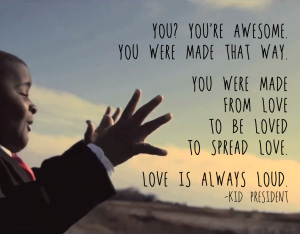 YOU? YOU'RE AWESOME.
YOU WERE MADE THAT WAY.
YOU WERE MADE
FROM LOVE
TO BE LOVED
TO SPREAD LOVE.
LOVE IS ALWAYS LOUD.
-KID PRESIDENT